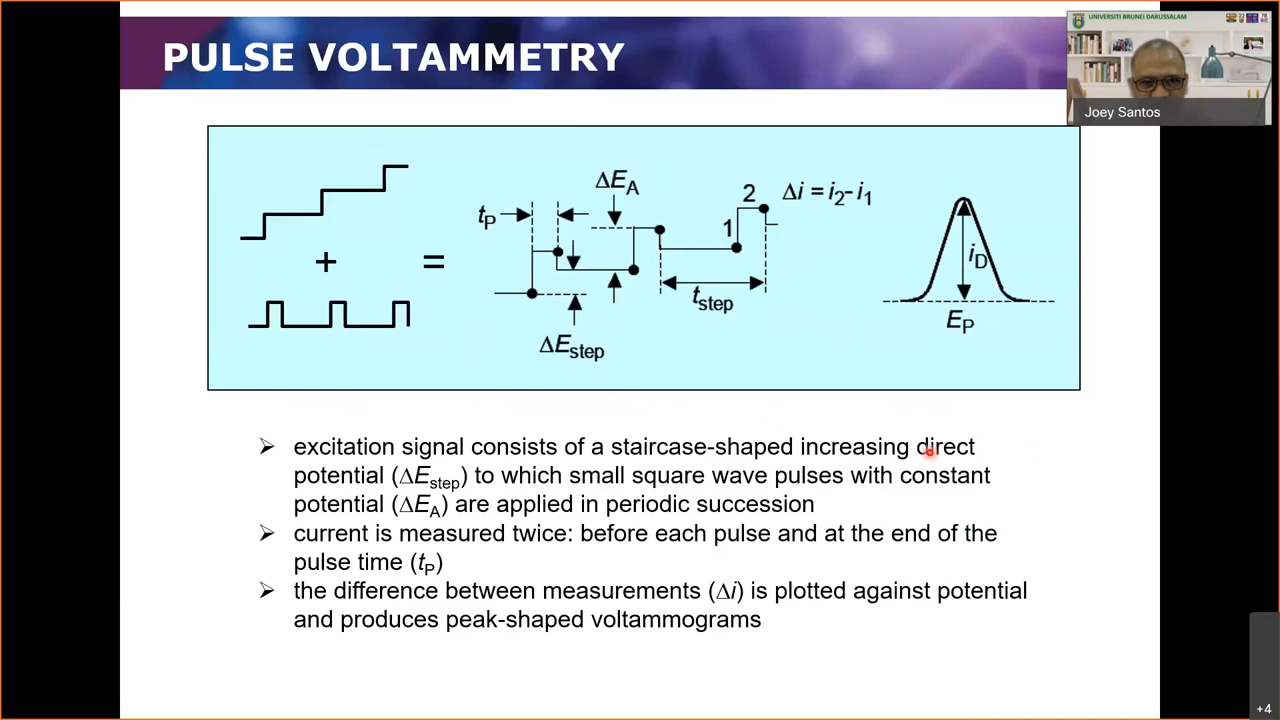 PULSE VOLTAMMETRY
UNIVERSITI BRUNEI DARUSSALAM
Joey Santos
+
=
tP
ΔEA
ΔEstep
1
2
Δi = i2- i1
tstep
iD
EP
➢ excitation signal consists of a staircase-shaped increasing direct
potential (ΔEstep) to which small square wave pulses with constant
potential (ΔEA) are applied in periodic succession
➢ current is measured twice: before each pulse and at the end of the
pulse time (tP)
➢ the difference between measurements (Δi) is plotted against potential
and produces peak-shaped voltammograms
+4